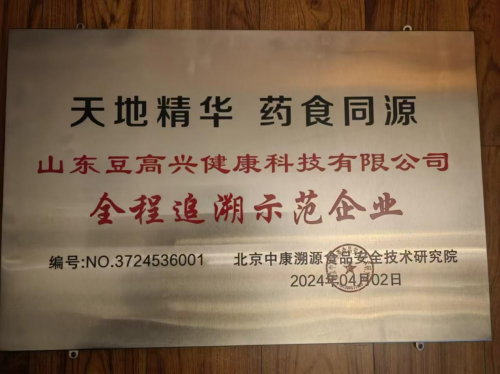 天地精华 药食同源
山东豆高兴健康科技有限公司
全程追溯示范企业
编号:NO.3724536001 北京中康溯源食品安全技术研究院
2024年04月02日